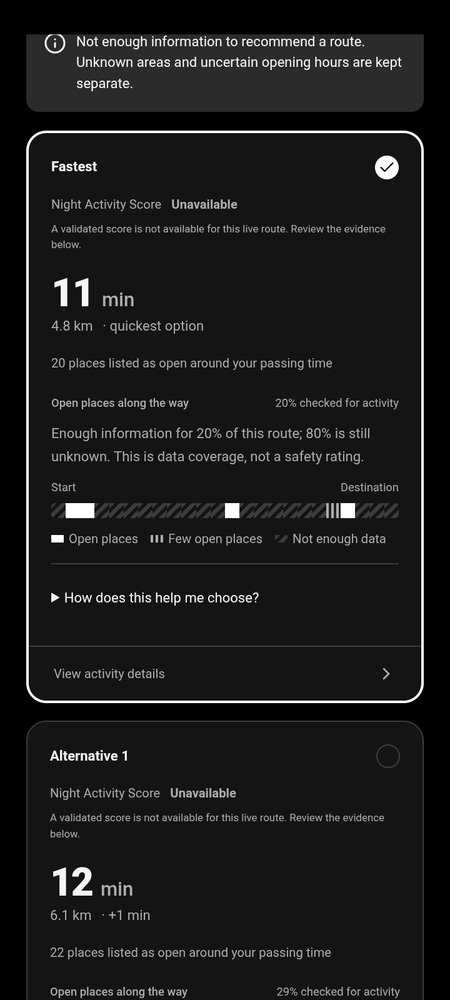 Not enough information to recommend a route.
Unknown areas and uncertain opening hours are kept
separate.
Fastest
Night Activity Score Unavailable
A validated score is not available for this live route. Review the evidence
below.
11 min
4.8 km · quickest option
20 places listed as open around your passing time
Open places along the way 20% checked for activity
Enough information for 20% of this route; 80% is still
unknown. This is data coverage, not a safety rating.
Start Destination
Open places Few open places Not enough data
How does this help me choose?
View activity details
Alternative 1
Night Activity Score Unavailable
A validated score is not available for this live route. Review the evidence
below.
12 min
6.1 km · +1 min
22 places listed as open around your passing time
Open places along the way 29% checked for activity